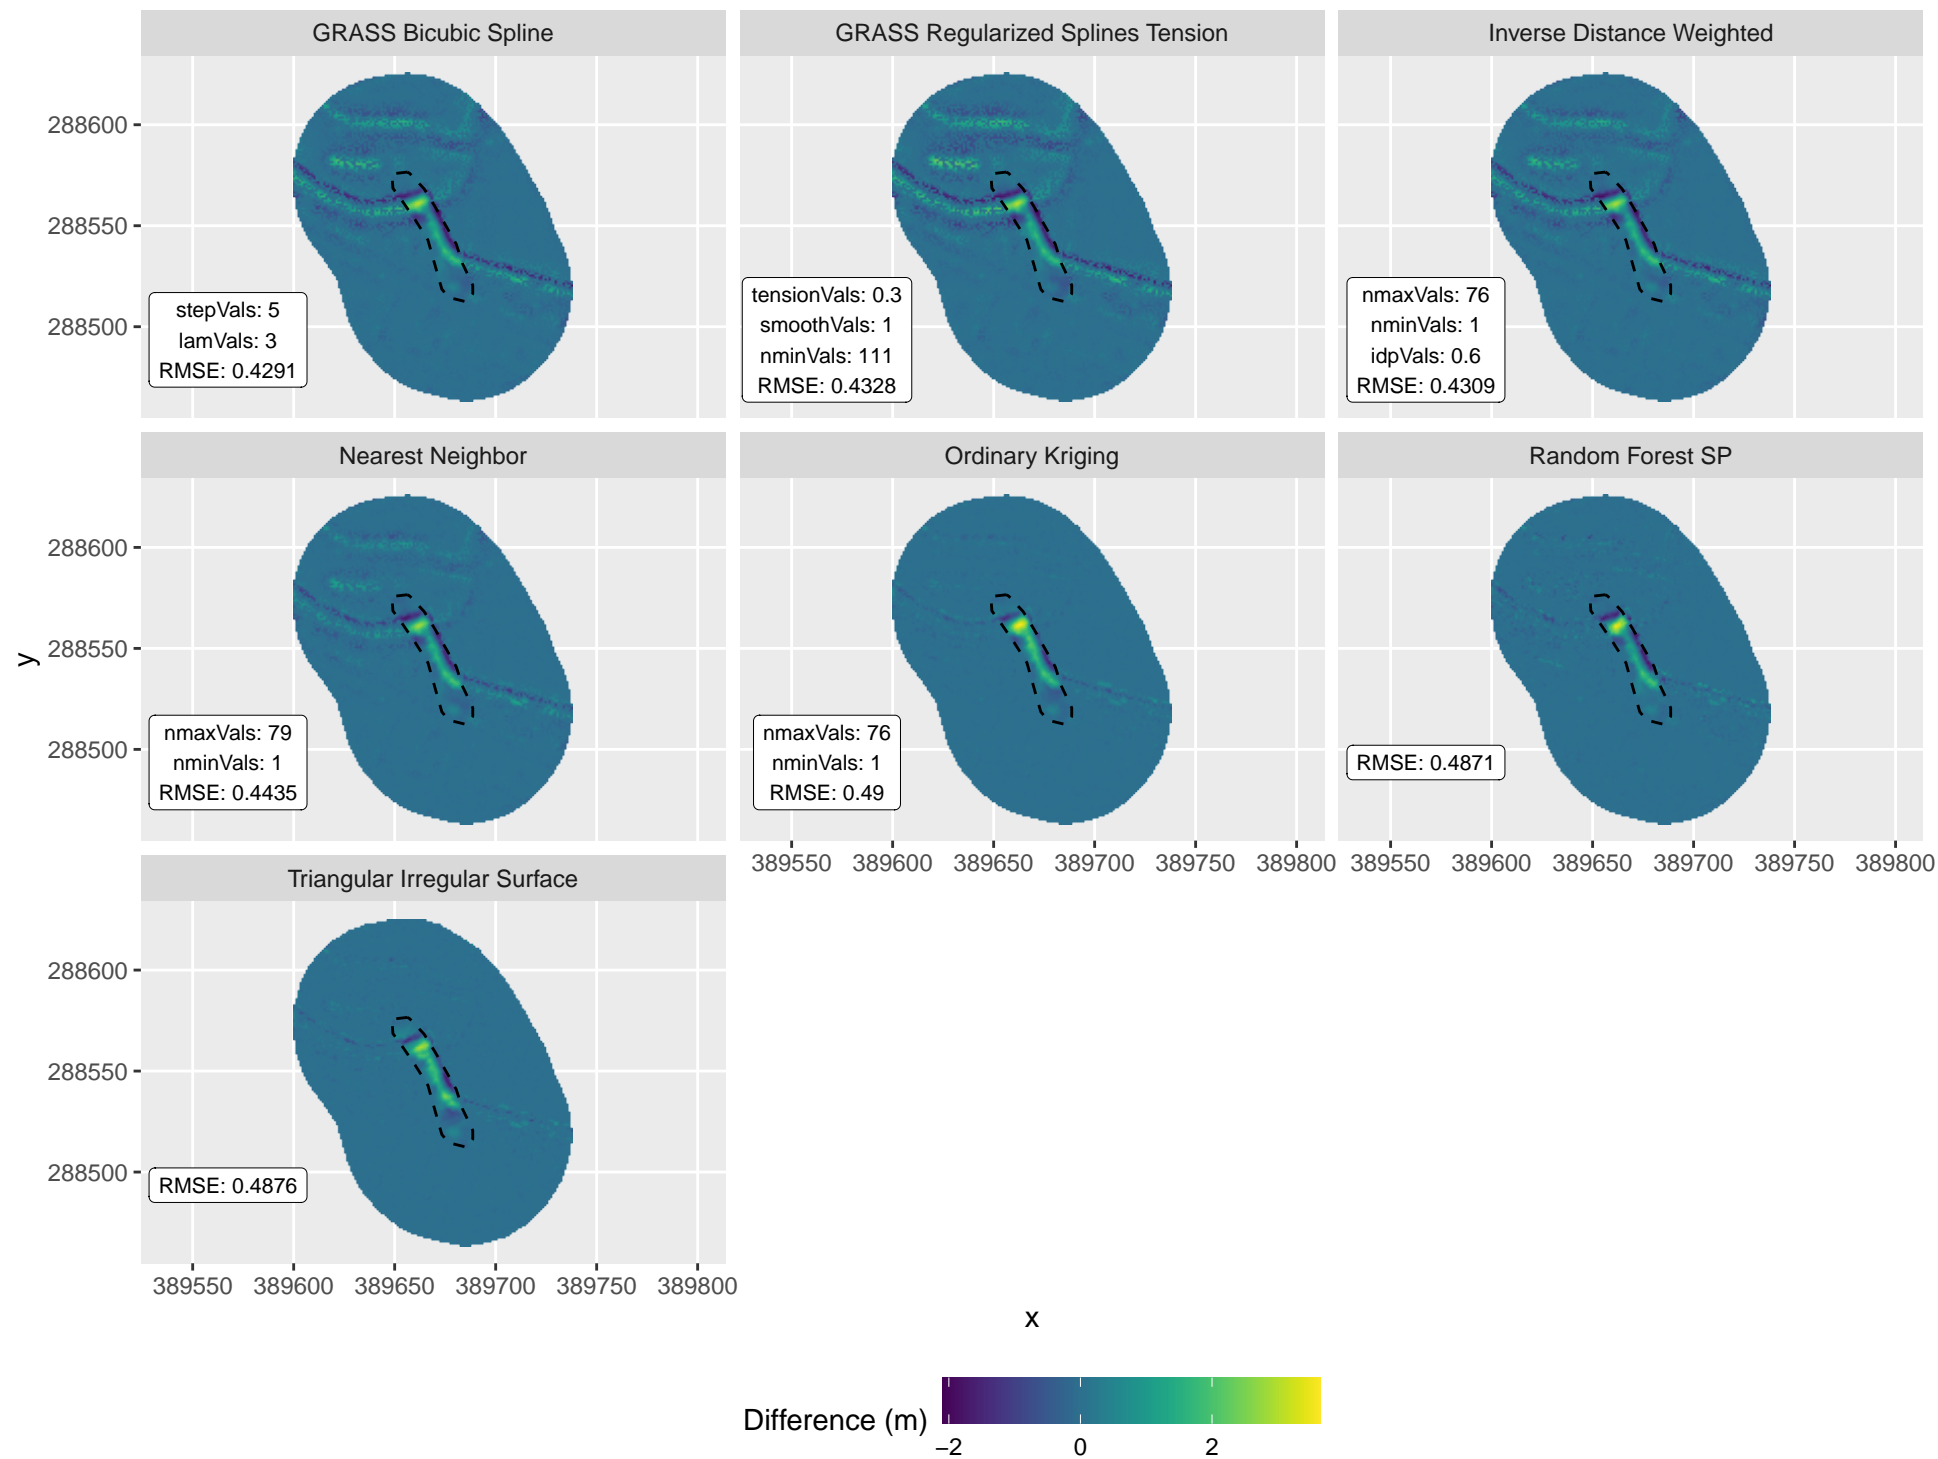 GRASS Bicubic Spline
GRASS Regularized Splines Tension
Inverse Distance Weighted
288600
288550
288500
stepVals: 5
lamVals: 3
RMSE: 0.4291
tensionVals: 0.3
smoothVals: 1
nminVals: 111
RMSE: 0.4328
nmaxVals: 76
nminVals: 1
idpVals: 0.6
RMSE: 0.4309
Nearest Neighbor
Ordinary Kriging
Random Forest SP
288600
288550
288500
y
nmaxVals: 79
nminVals: 1
RMSE: 0.4435
nmaxVals: 76
nminVals: 1
RMSE: 0.49
RMSE: 0.4871
389550 389600 389650 389700 389750 389800
389550 389600 389650 389700 389750 389800
Triangular Irregular Surface
288600
288550
288500
RMSE: 0.4876
389550 389600 389650 389700 389750 389800
x
Difference (m)
−2 0 2